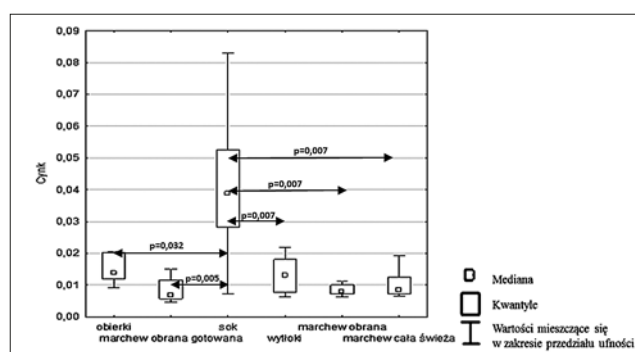 0,09
0,08
0,07
0,06
0,05
0,04
0,03
0,02
0,01
0,00
Cynk
p=0,007
p=0,007
p=0,007
p=0,032
p=0,005
obierki
sok
marchew obrana
marchew obrana gotowana
wytłoki
marchew cała świeża
Mediana
Kwantyle
Wartości mieszczące się
w zakresie przedziału ufności